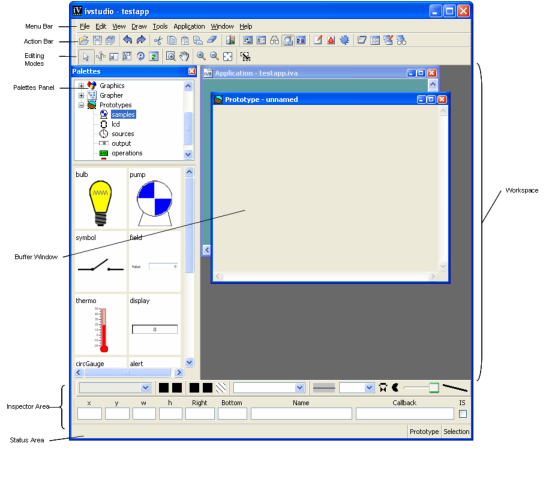 ivstudio - testapp
Menu Bar
File Edit View Draw Tools Application Window Help
Action Bar
Editing Modes
Palettes
Application - testapp.iva
Palettes Panel
Graphics
Grapher
Prototypes
samples
lcd
sources
output
operations
Prototype - unnamed
bulb pump
Workspace
symbol field
Buffer Window
thermo display
0
circGauge alert
Inspector Area
x y w h Right Bottom Name Callback IS
Status Area
Prototype Selection